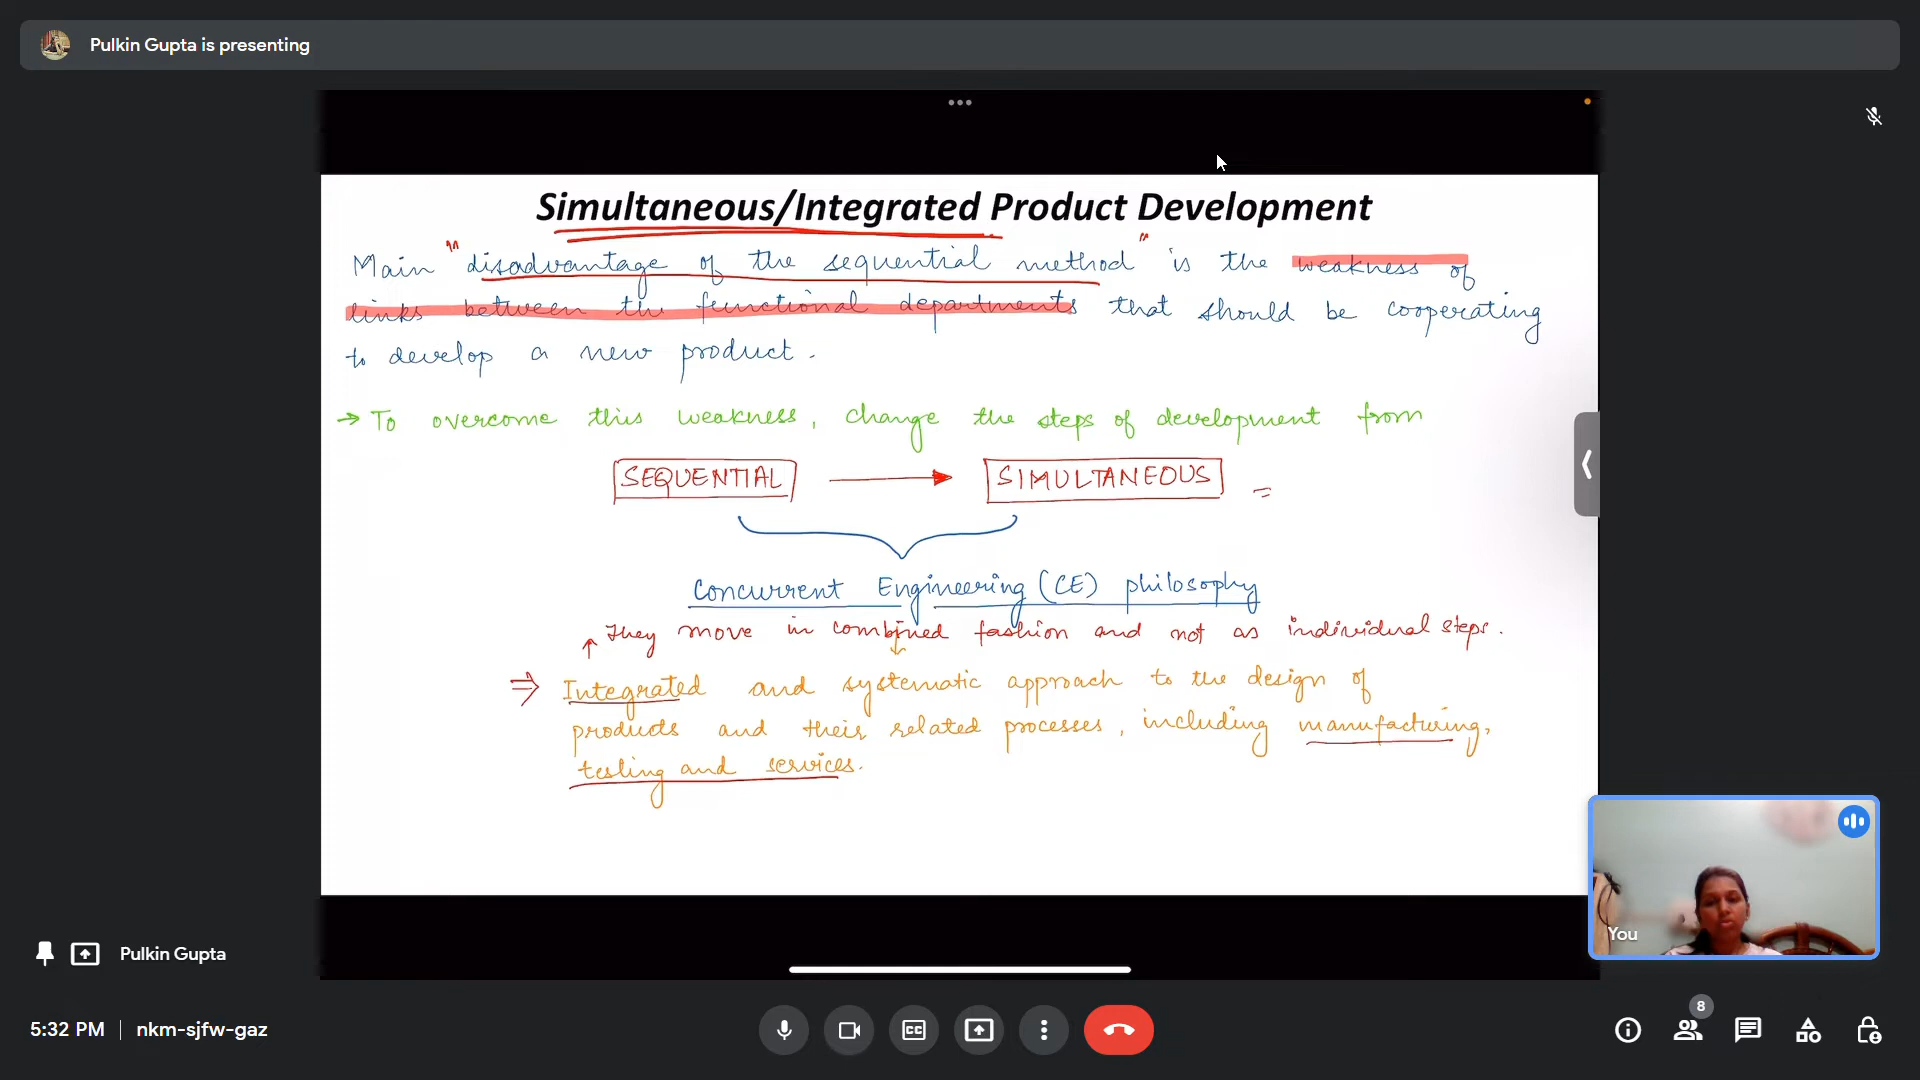 Pulkin Gupta is presenting
Simultaneous/Integrated Product Development
Main "disadvantage of the sequential method" is the weakness of
links between the functional departments that should be cooperating
to develop a new product.
→ To overcome this weakness, change the steps of development from
SEQUENTIAL → SIMULTANEOUS =
Concurrent Engineering (CE) philosophy
↑ They move in combined fashion and not as individual steps.
⇒ Integrated and systematic approach to the design of
products and their related processes, including manufacturing,
testing and services.
You
Pulkin Gupta
5:32 PM | nkm-sjfw-gaz
CC
8